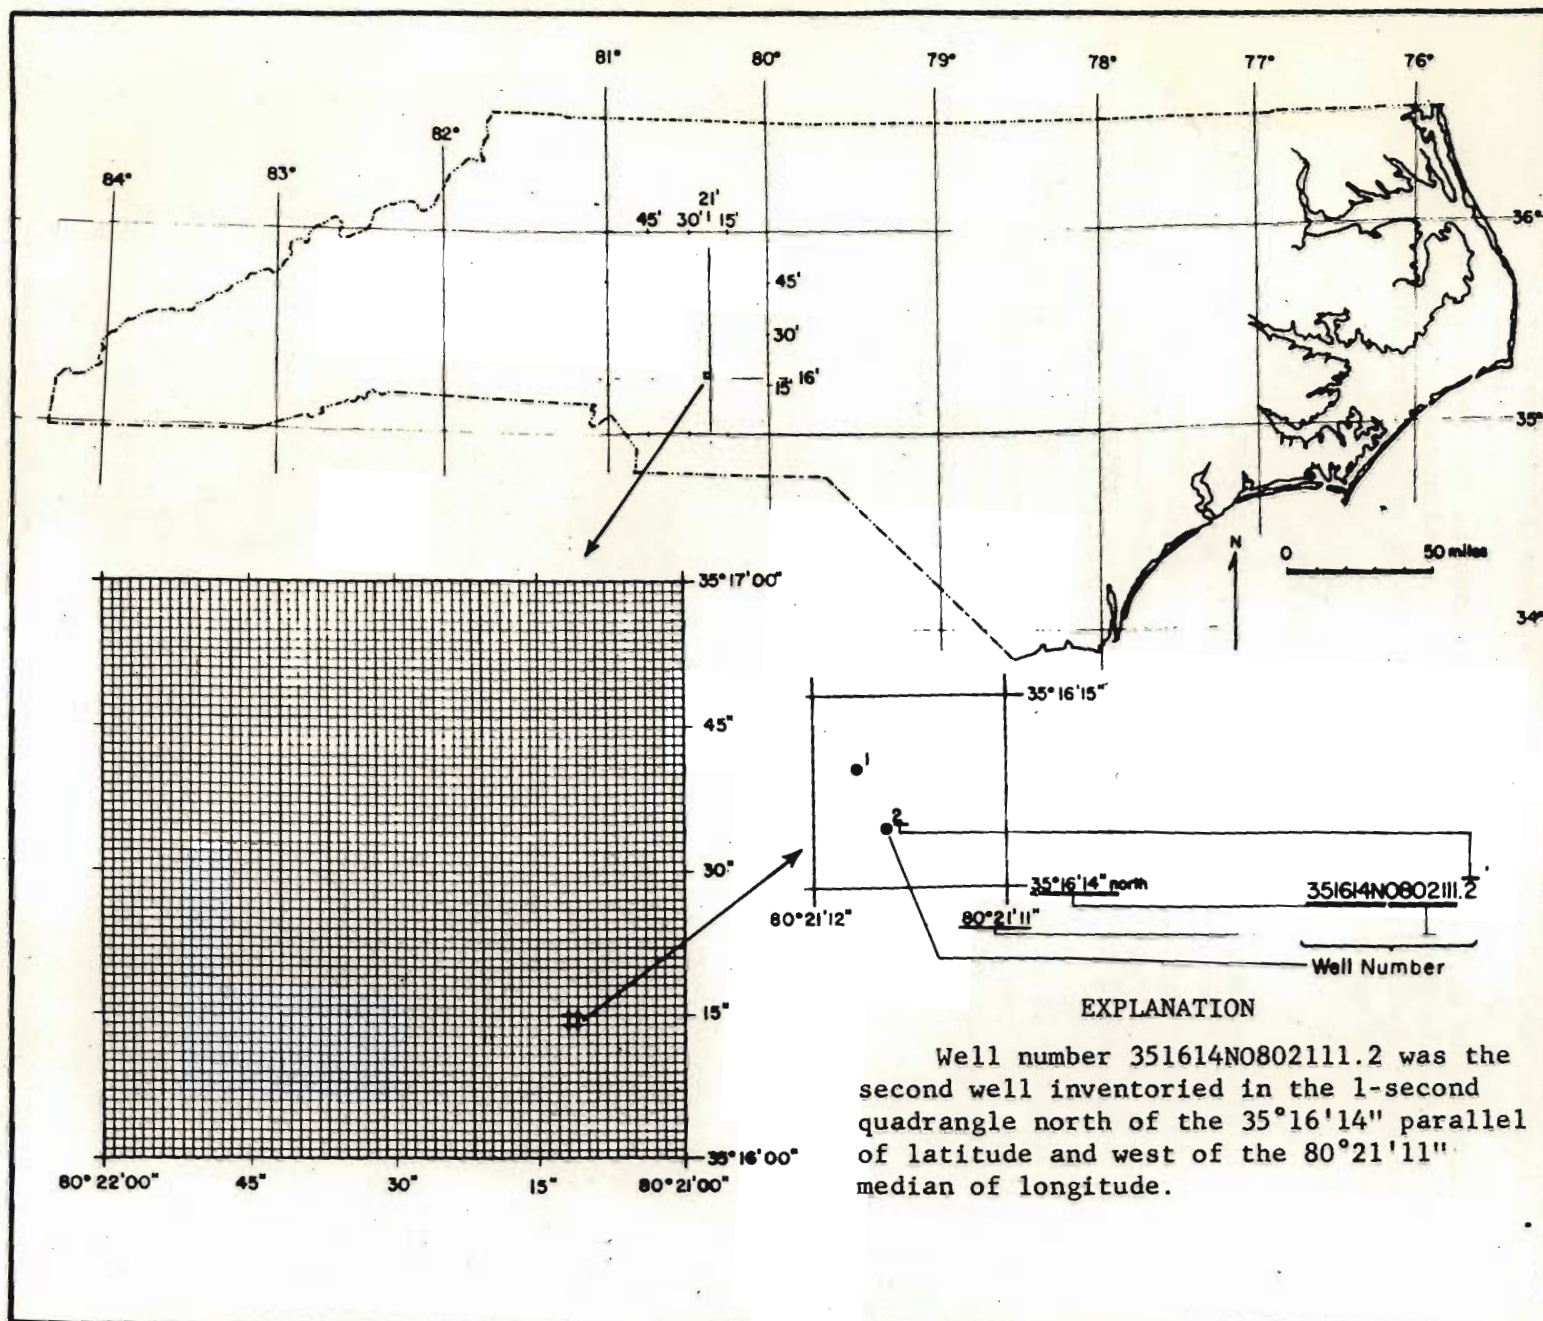 81° 80° 79° 78° 77° 76°
82°
84° 83°
21'
45' 30' 15'
36°
45'
30'
16'
15'
35°
N
0 50 miles
34°
35°17'00"
35°16'15"
45"
1
2
30"
35°16'14" north
351614N0802111.2
80°21'12" 80°21'11"
Well Number
15"
EXPLANATION
Well number 351614N0802111.2 was the
second well inventoried in the 1-second
quadrangle north of the 35°16'14" parallel
of latitude and west of the 80°21'11"
median of longitude.
35°16'00"
80°22'00" 45" 30" 15" 80°21'00"